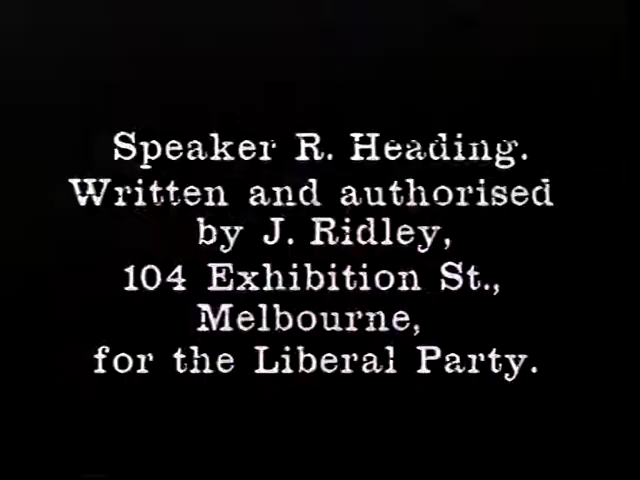 Speaker R. Heading.
Written and authorised
by J. Ridley,
104 Exhibition St.,
Melbourne,
for the Liberal Party.